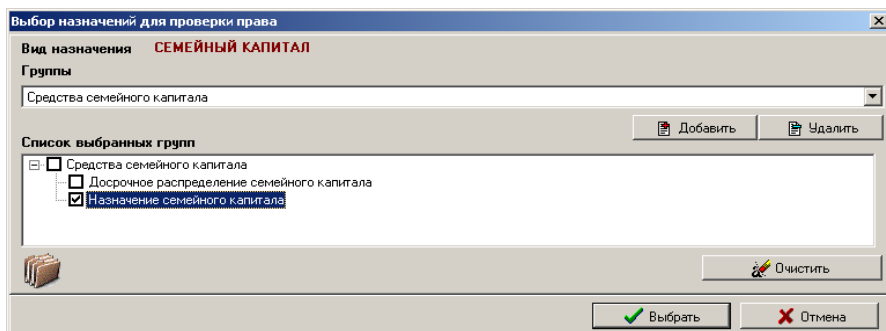 Выбор назначений для проверки права
Вид назначения СЕМЕЙНЫЙ КАПИТАЛ
Группы
Средства семейного капитала
Добавить Удалить
Список выбранных групп
Средства семейного капитала
Досрочное распределение семейного капитала
Назначение семейного капитала
Очистить
Выбрать Отмена